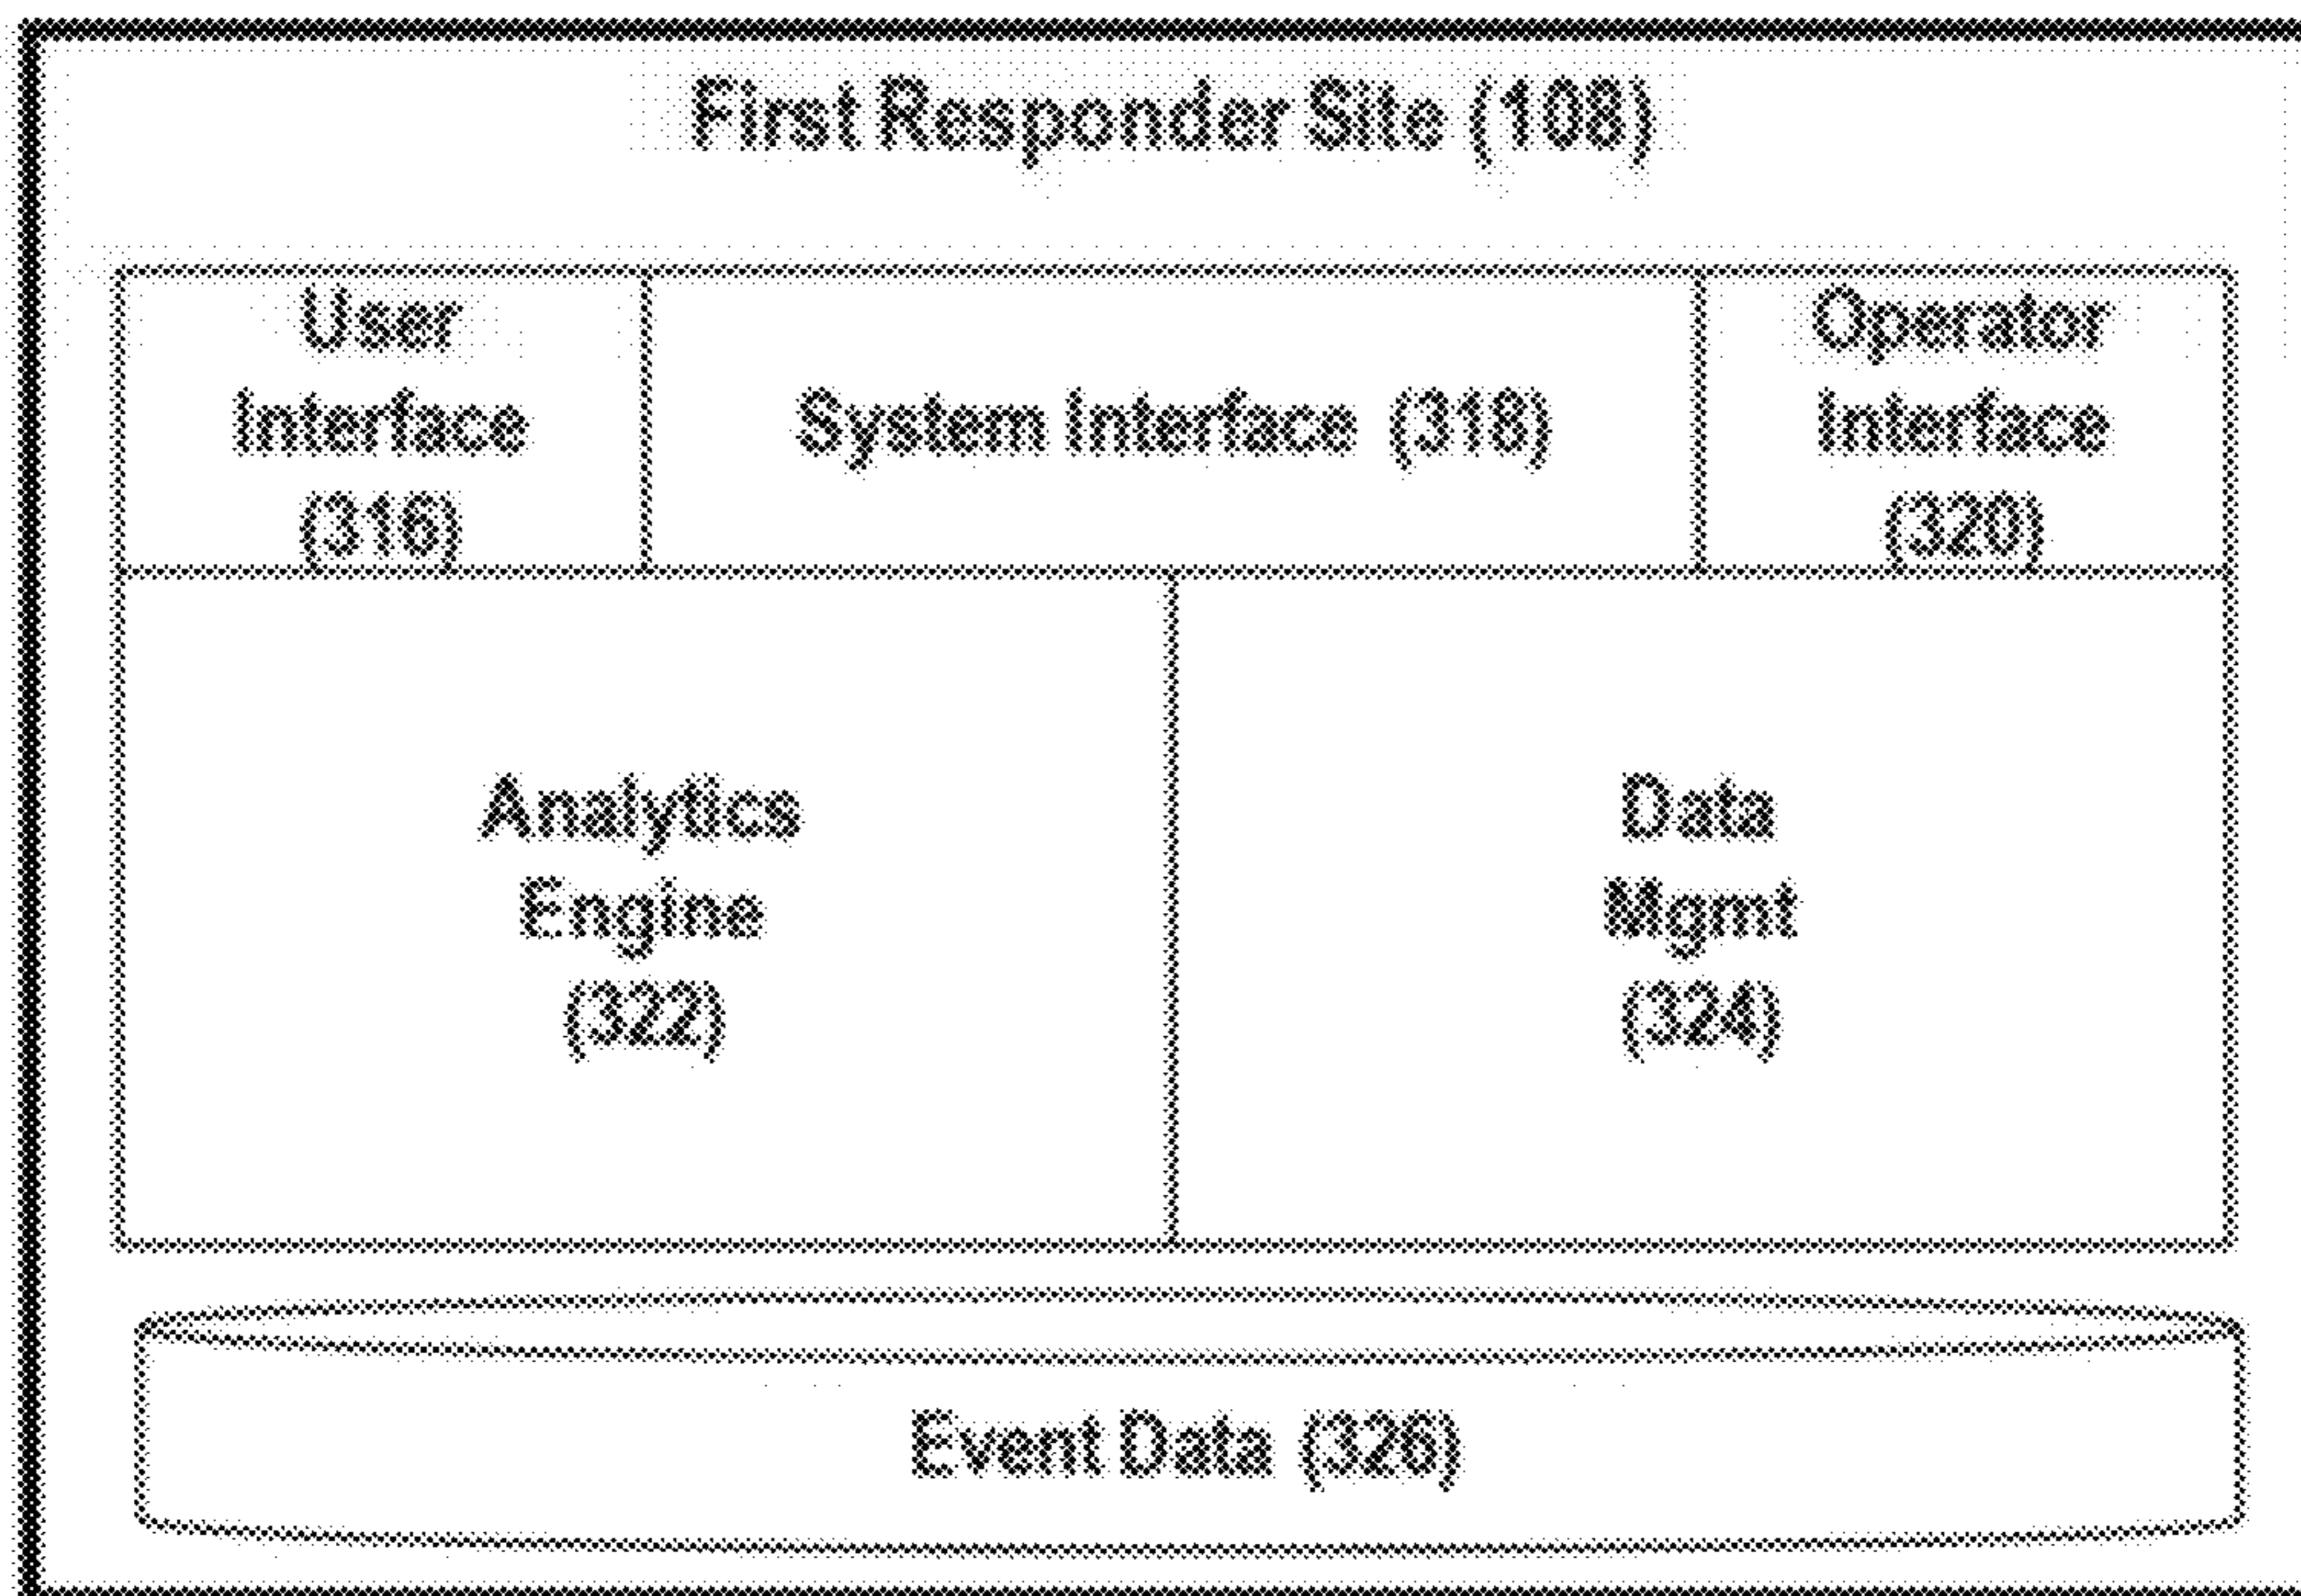 First Responder Site (108)
User
Interface
(316)
System Interface (318)
Operator
Interface
(320)
Analytics
Engine
(322)
Data
Mgmt
(324)
Event Data (326)